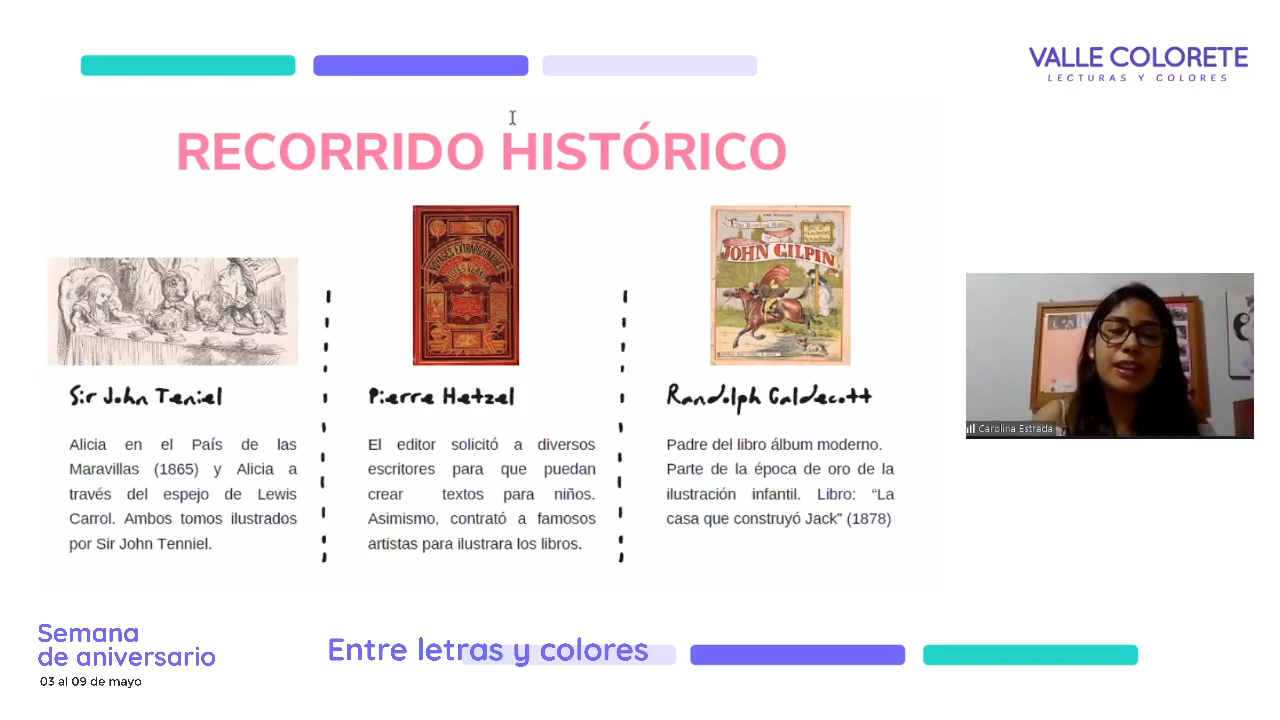 VALLE COLORETE
LECTURAS Y COLORES
RECORRIDO HISTÓRICO
JOHN GILPIN
Sir John Teniel
Alicia en el País de las
Maravillas (1865) y Alicia a
través del espejo de Lewis
Carrol. Ambos tomos ilustrados
por Sir John Tenniel.
Pierre Hetzel
El editor solicitó a diversos
escritores para que puedan
crear textos para niños.
Asimismo, contrató a famosos
artistas para ilustrara los libros.
Randolph Caldecott
Padre del libro álbum moderno.
Parte de la época de oro de la
ilustración infantil. Libro: “La
casa que construyó Jack” (1878)
Carolina Estrada
Semana
de aniversario
03 al 09 de mayo
Entre letras y colores